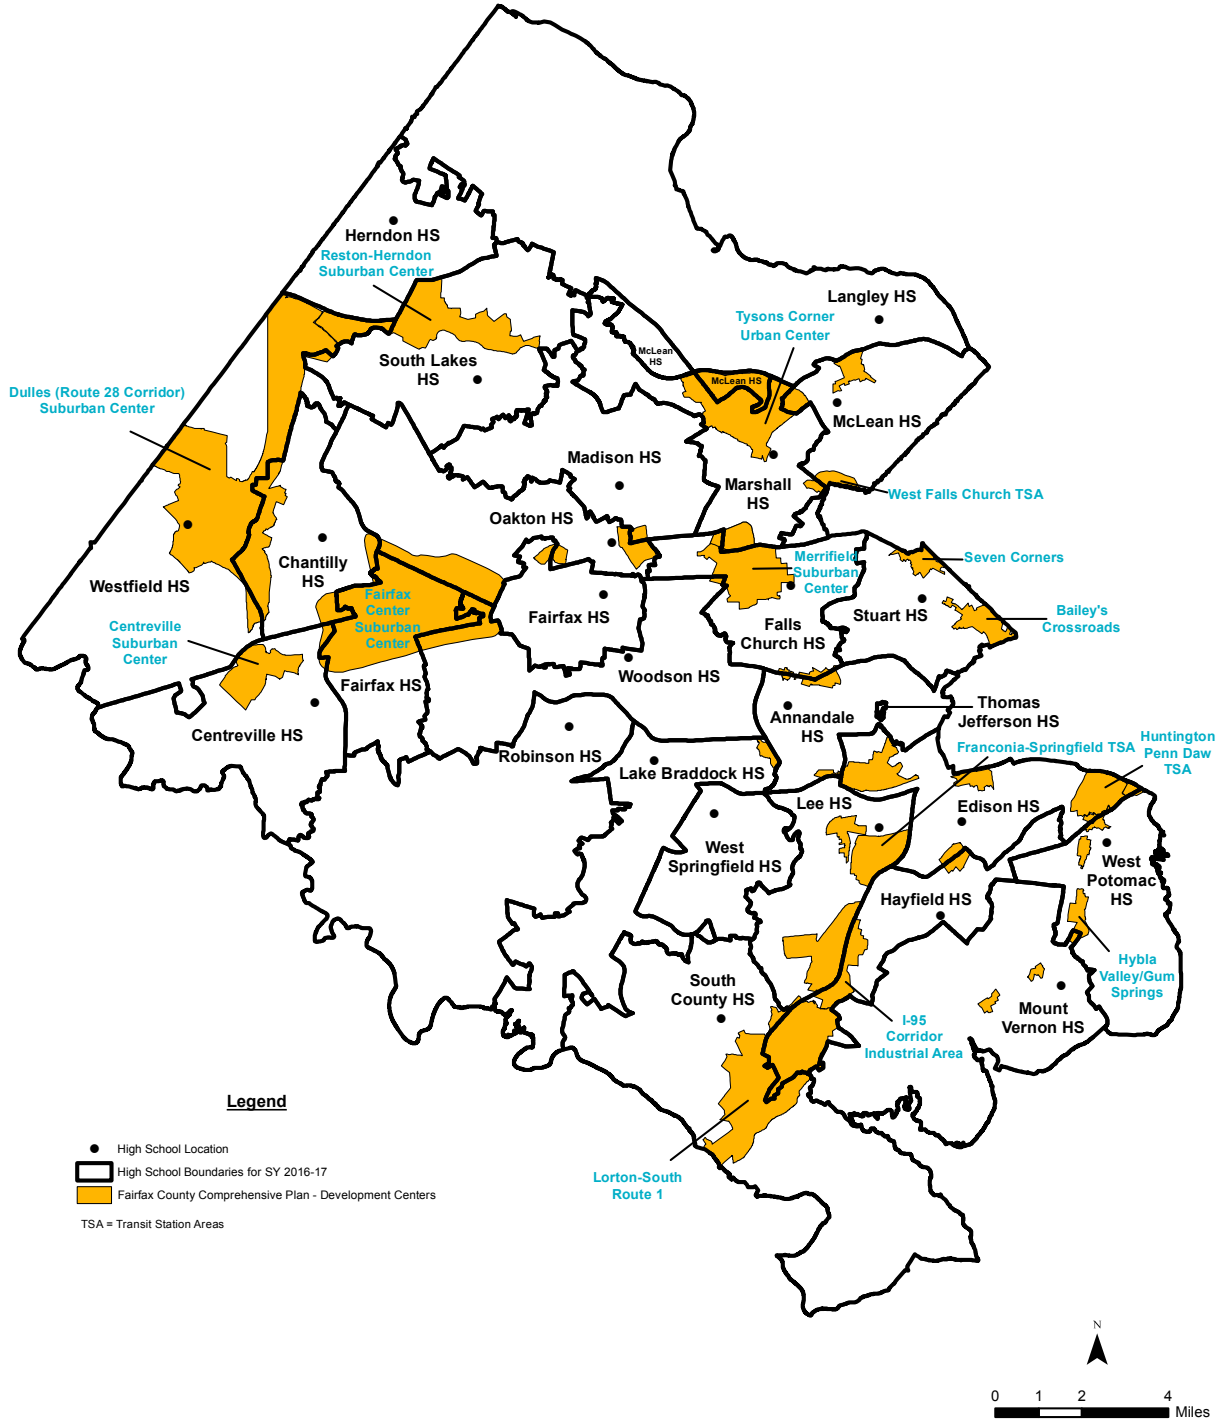 Herndon HS
Reston-Herndon
Suburban Center
Langley HS
Tysons Corner
Urban Center
McLean
HS
McLean HS
South Lakes
HS
Dulles (Route 28 Corridor)
Suburban Center
McLean HS
Madison HS
Marshall
HS
West Falls Church TSA
Oakton HS
Chantilly
HS
Merrifield
Suburban
Center
Seven Corners
Westfield HS
Fairfax
Center
Suburban
Center
Fairfax HS
Stuart HS
Bailey's
Crossroads
Centreville
Suburban
Center
Falls
Church HS
Woodson HS
Fairfax HS
Thomas
Jefferson HS
Annandale
HS
Centreville HS
Robinson HS
Franconia-Springfield TSA
Huntington
Penn Daw
TSA
Lake Braddock HS
Lee HS
Edison HS
West
Springfield HS
West
Potomac
HS
Hayfield HS
South
County HS
Hybla
Valley/Gum
Springs
Mount
Vernon HS
I-95
Corridor
Industrial Area
Legend
High School Location
High School Boundaries for SY 2016-17
Fairfax County Comprehensive Plan - Development Centers
TSA = Transit Station Areas
Lorton-South
Route 1
N
0 1 2 4
Miles